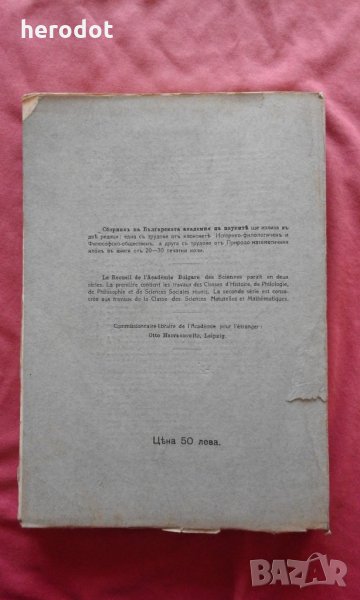 herodot
Сборникъ на Българската академия на наукитѣ ще излиза въ
двѣ редици: една съ трудове отъ клоноветѣ Историко-филологиченъ и
Философско-общественъ, а друга съ трудове отъ Природо-математичния
клонъ, въ книги отъ 20—30 печатни коли.
Le Recueil de l'Académie Bulgare des Sciences paraît en deux
séries. La première contient les travaux des Classes d'Histoire, de Philologie,
de Philosophie et de Sciences Sociales réunis. La seconde série est consa-
crée aux travaux de la Classe des Sciences Naturelles et Mathématiques.
Commissionnaire-libraire de l'Académie pour l'étranger:
Otto Harrassowitz, Leipzig.
Цѣна 50 лева.
BAZAR